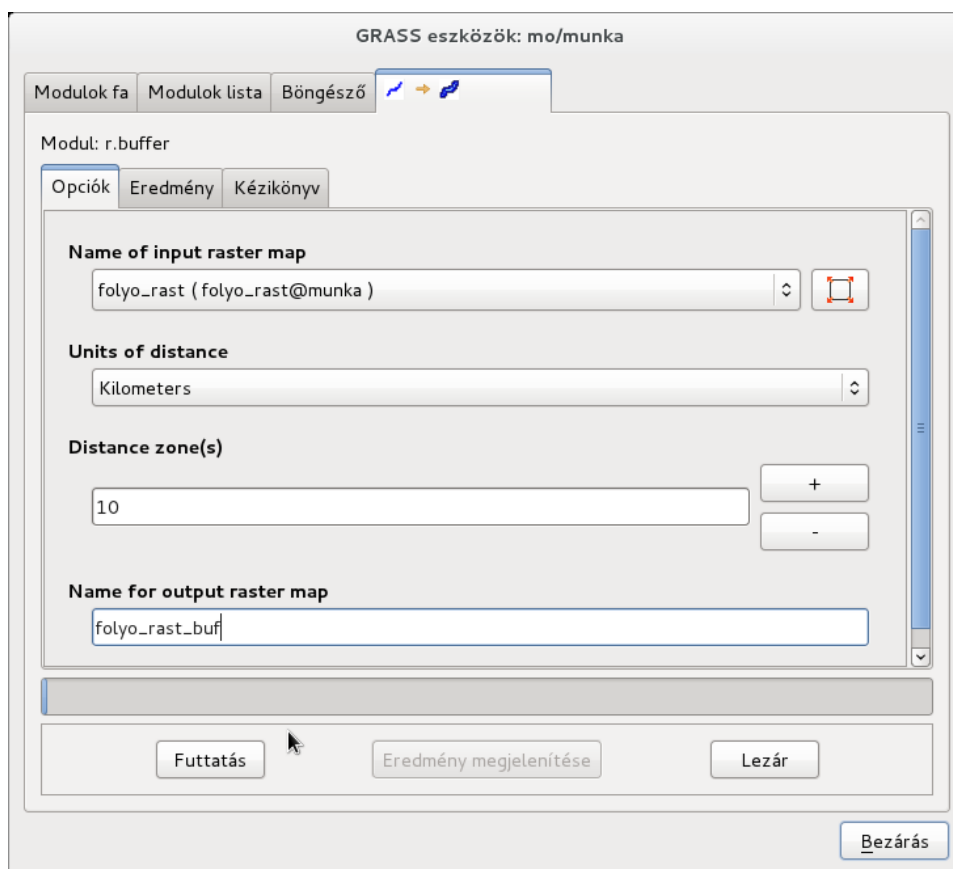 GRASS eszközök: mo/munka
Modulok fa Modulok lista Böngésző
Modul: r.buffer
Opciók Eredmény Kézikönyv
Name of input raster map
folyo_rast ( folyo_rast@munka )
Units of distance
Kilometers
Distance zone(s)
+
10
-
Name for output raster map
folyo_rast_buf
Futtatás Eredmény megjelenítése Lezár
Bezárás